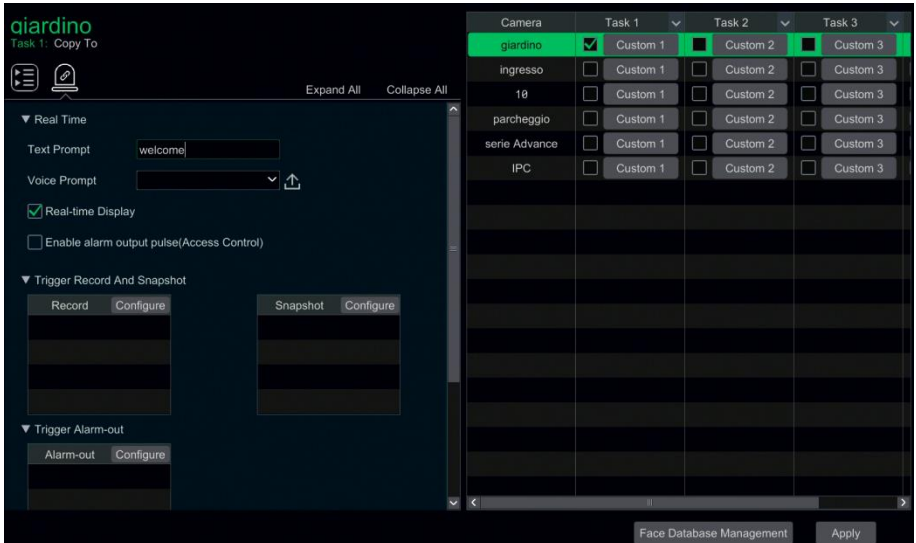 giardino
Task 1: Copy To
Expand All Collapse All
Real Time
Text Prompt welcome
Voice Prompt
Real-time Display
Enable alarm output pulse(Access Control)
Trigger Record And Snapshot
Record Configure Snapshot Configure
Trigger Alarm-out
Alarm-out Configure
Camera Task 1 Task 2 Task 3
giardino Custom 1 Custom 2 Custom 3
ingresso Custom 1 Custom 2 Custom 3
10 Custom 1 Custom 2 Custom 3
parcheggio Custom 1 Custom 2 Custom 3
serie Advance Custom 1 Custom 2 Custom 3
IPC Custom 1 Custom 2 Custom 3
Face Database Management Apply